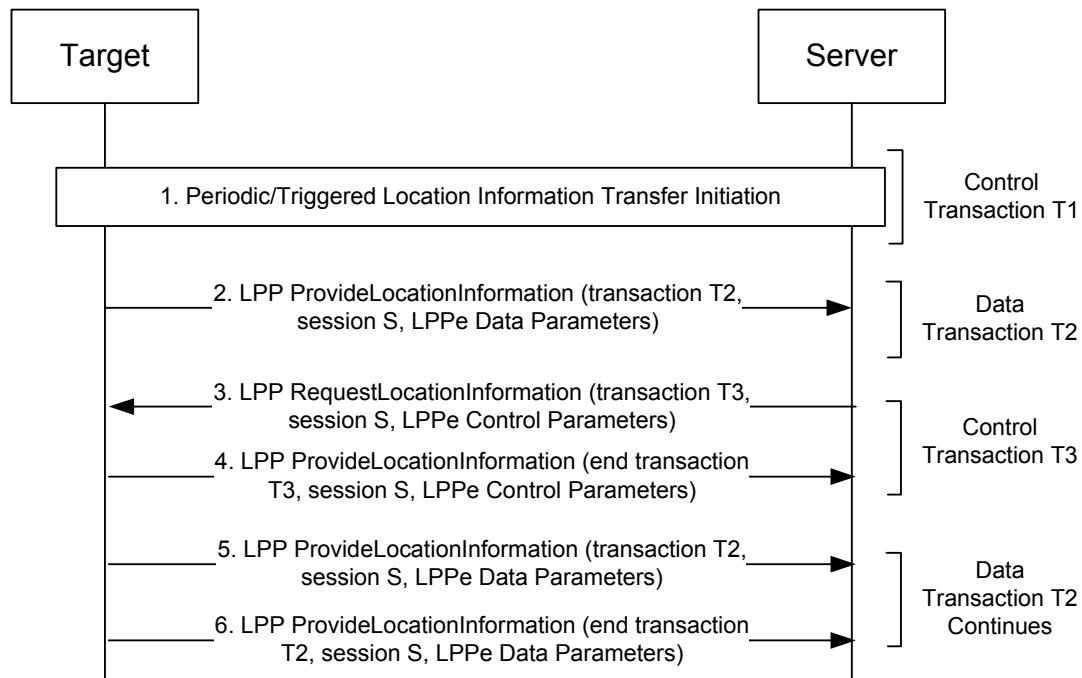 Target
Server
1. Periodic/Triggered Location Information Transfer Initiation
Control
Transaction T1
2. LPP ProvideLocationInformation (transaction T2,
session S, LPPe Data Parameters)
Data
Transaction T2
3. LPP RequestLocationInformation (transaction T3,
session S, LPPe Control Parameters)
4. LPP ProvideLocationInformation (end transaction
T3, session S, LPPe Control Parameters)
Control
Transaction T3
5. LPP ProvideLocationInformation (transaction T2,
session S, LPPe Data Parameters)
6. LPP ProvideLocationInformation (end transaction
T2, session S, LPPe Data Parameters)
Data
Transaction T2
Continues